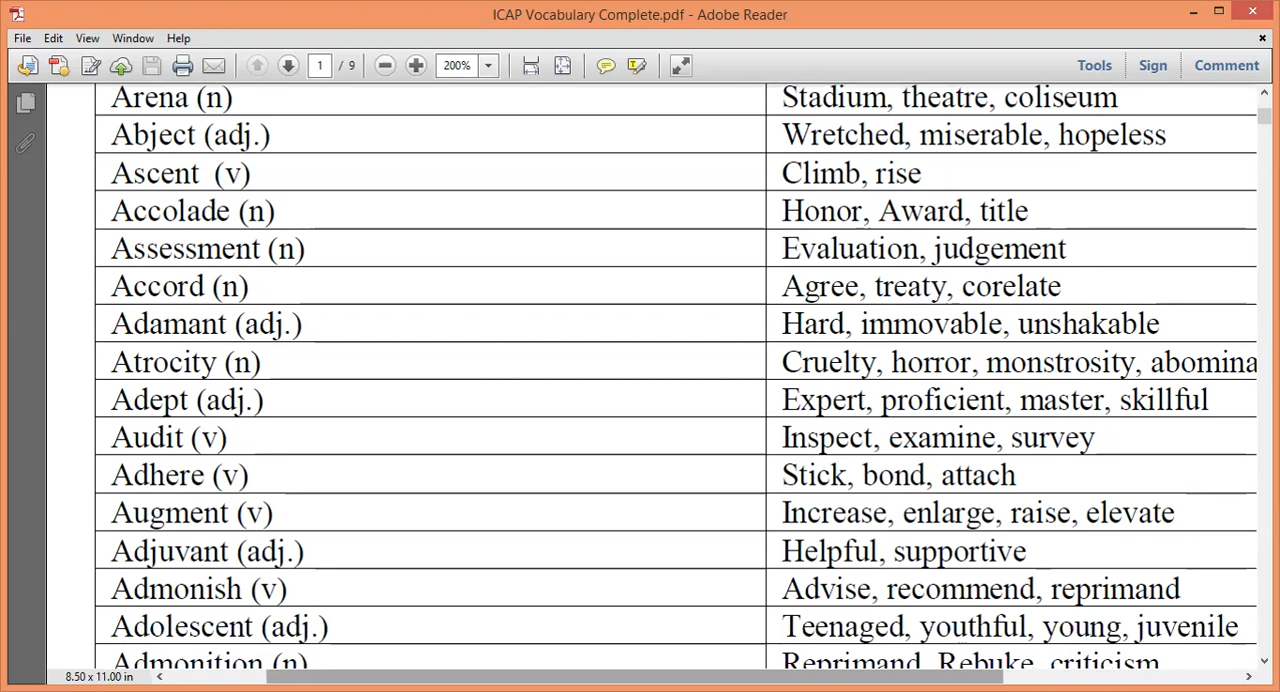 ICAP Vocabulary Complete.pdf - Adobe Reader
File Edit View Window Help
1 / 9 200% Tools Sign Comment
Arena (n) Stadium, theatre, coliseum
Abject (adj.) Wretched, miserable, hopeless
Ascent (v) Climb, rise
Accolade (n) Honor, Award, title
Assessment (n) Evaluation, judgement
Accord (n) Agree, treaty, corelate
Adamant (adj.) Hard, immovable, unshakable
Atrocity (n) Cruelty, horror, monstrosity, abomina
Adept (adj.) Expert, proficient, master, skillful
Audit (v) Inspect, examine, survey
Adhere (v) Stick, bond, attach
Augment (v) Increase, enlarge, raise, elevate
Adjuvant (adj.) Helpful, supportive
Admonish (v) Advise, recommend, reprimand
Adolescent (adj.) Teenaged, youthful, young, juvenile
Admonition (n) Reprimand, Rebuke, criticism
8.50 x 11.00 in